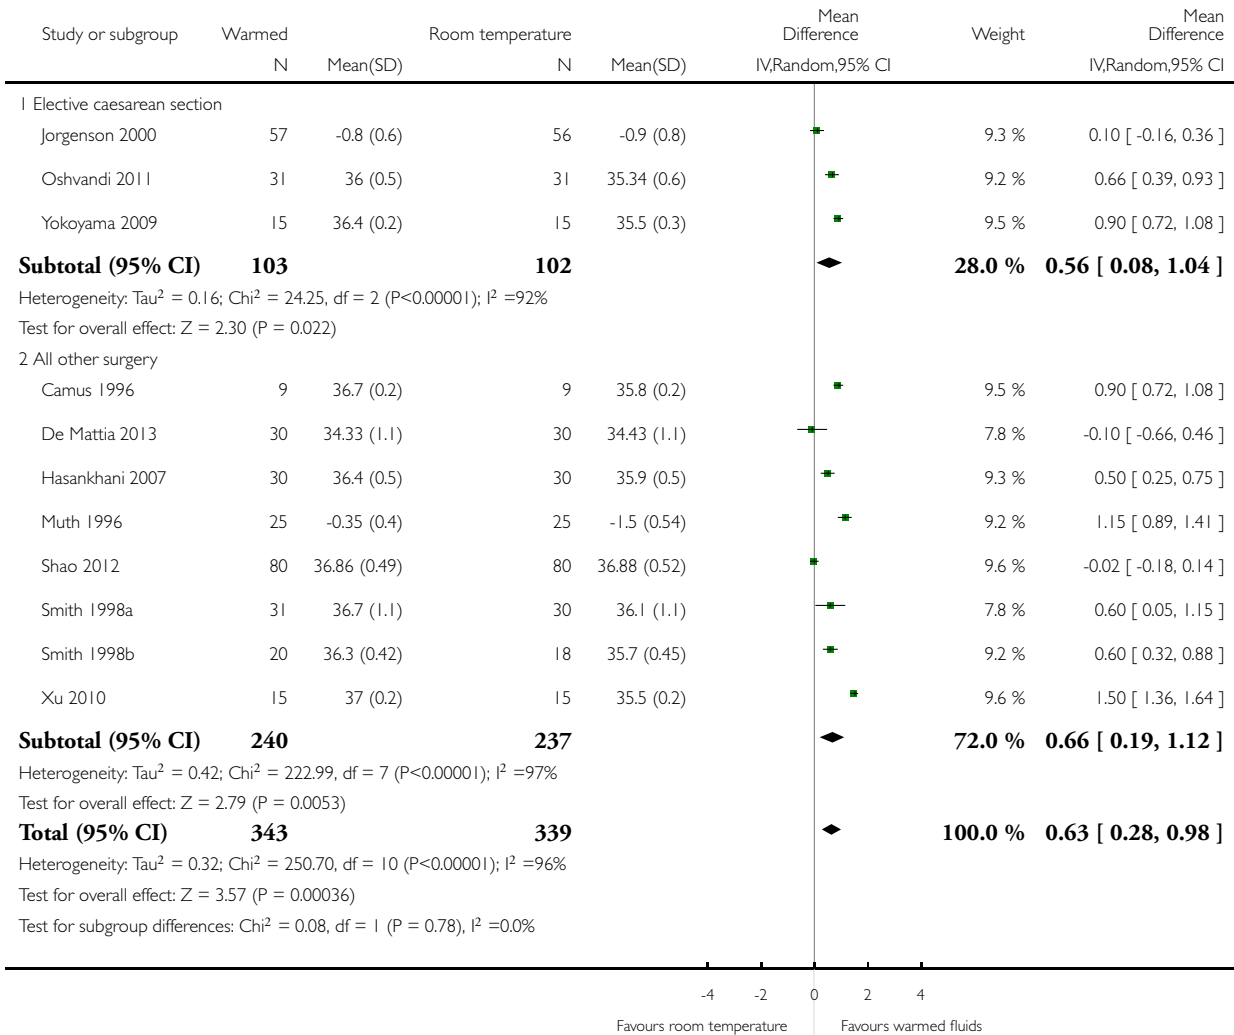 Mean Mean
Study or subgroup Warmed Room temperature Difference Weight Difference
N Mean(SD) N Mean(SD) IV,Random,95% CI IV,Random,95% CI
1 Elective caesarean section
Jorgenson 2000 57 -0.8 (0.6) 56 -0.9 (0.8) 9.3 % 0.10 [ -0.16, 0.36 ]
Oshvandi 2011 31 36 (0.5) 31 35.34 (0.6) 9.2 % 0.66 [ 0.39, 0.93 ]
Yokoyama 2009 15 36.4 (0.2) 15 35.5 (0.3) 9.5 % 0.90 [ 0.72, 1.08 ]
Subtotal (95% CI) 103 102 28.0 % 0.56 [ 0.08, 1.04 ]
Heterogeneity: Tau² = 0.16; Chi² = 24.25, df = 2 (P<0.00001); I² =92%
Test for overall effect: Z = 2.30 (P = 0.022)
2 All other surgery
Camus 1996 9 36.7 (0.2) 9 35.8 (0.2) 9.5 % 0.90 [ 0.72, 1.08 ]
De Mattia 2013 30 34.33 (1.1) 30 34.43 (1.1) 7.8 % -0.10 [ -0.66, 0.46 ]
Hasankhani 2007 30 36.4 (0.5) 30 35.9 (0.5) 9.3 % 0.50 [ 0.25, 0.75 ]
Muth 1996 25 -0.35 (0.4) 25 -1.5 (0.54) 9.2 % 1.15 [ 0.89, 1.41 ]
Shao 2012 80 36.86 (0.49) 80 36.88 (0.52) 9.6 % -0.02 [ -0.18, 0.14 ]
Smith 1998a 31 36.7 (1.1) 30 36.1 (1.1) 7.8 % 0.60 [ 0.05, 1.15 ]
Smith 1998b 20 36.3 (0.42) 18 35.7 (0.45) 9.2 % 0.60 [ 0.32, 0.88 ]
Xu 2010 15 37 (0.2) 15 35.5 (0.2) 9.6 % 1.50 [ 1.36, 1.64 ]
Subtotal (95% CI) 240 237 72.0 % 0.66 [ 0.19, 1.12 ]
Heterogeneity: Tau² = 0.42; Chi² = 222.99, df = 7 (P<0.00001); I² =97%
Test for overall effect: Z = 2.79 (P = 0.0053)
Total (95% CI) 343 339 100.0 % 0.63 [ 0.28, 0.98 ]
Heterogeneity: Tau² = 0.32; Chi² = 250.70, df = 10 (P<0.00001); I² =96%
Test for overall effect: Z = 3.57 (P = 0.00036)
Test for subgroup differences: Chi² = 0.08, df = 1 (P = 0.78), I² =0.0%
-4 -2 0 2 4
Favours room temperature Favours warmed fluids